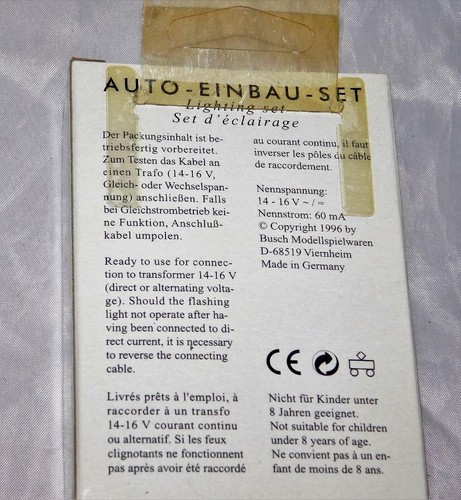 AUTO-EINBAU-SET
Lighting set
Set d'éclairage
Der Packungsinhalt ist be-
triebsfertig vorbereitet.
Zum Testen das Kabel an
einen Trafo (14-16 V,
Gleich- oder Wechselspan-
nung) anschließen. Falls
bei Gleichstrombetrieb kei-
ne Funktion, Anschluß-
kabel umpolen.
Ready to use for connec-
tion to transformer 14-16 V
(direct or alternating volta-
ge). Should the flashing
light not operate after ha-
ving been connected to di-
rect current, it is necessary
to reverse the connecting
cable.
Livrés prêts à l'emploi, à
raccorder à un transfo
14-16 V courant continu
ou alternatif. Si les feux
clignotants ne fonctionnent
pas après avoir été raccordé
au courant continu, il faut
inverser les pôles du câble
de raccordement.
Nennspannung:
14 - 16 V ~ / =
Nennstrom: 60 mA
© Copyright 1996 by
Busch Modellspielwaren
D-68519 Viernheim
Made in Germany
CE
Nicht für Kinder unter
8 Jahren geeignet.
Not suitable for children
under 8 years of age.
Ne convient pas à un en-
fant de moins de 8 ans.